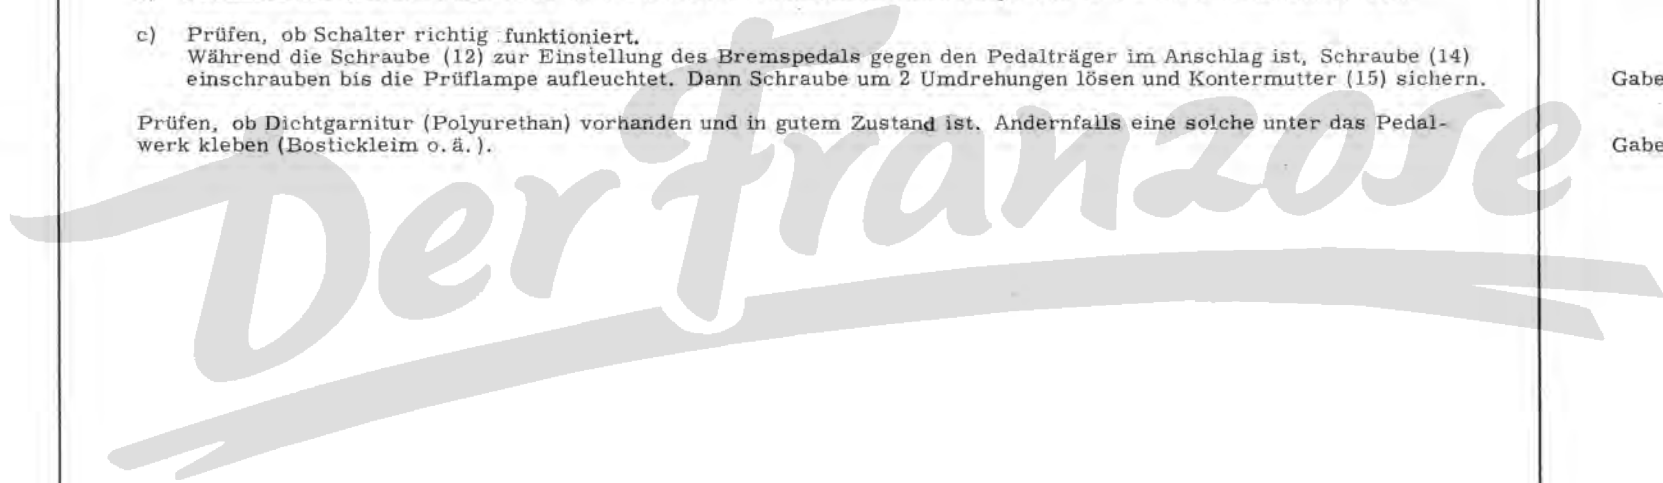 c) Prüfen, ob Schalter richtig funktioniert.
Während die Schraube (12) zur Einstellung des Bremspedals gegen den Pedalträger im Anschlag ist, Schraube (14)
einschrauben bis die Prüflampe aufleuchtet. Dann Schraube um 2 Umdrehungen lösen und Kontermutter (15) sichern.
Prüfen, ob Dichtgarnitur (Polyurethan) vorhanden und in gutem Zustand ist. Andernfalls eine solche unter das Pedal-
werk kleben (Bostickleim o. ä.).
Gabe
Gabe
Der Franzose